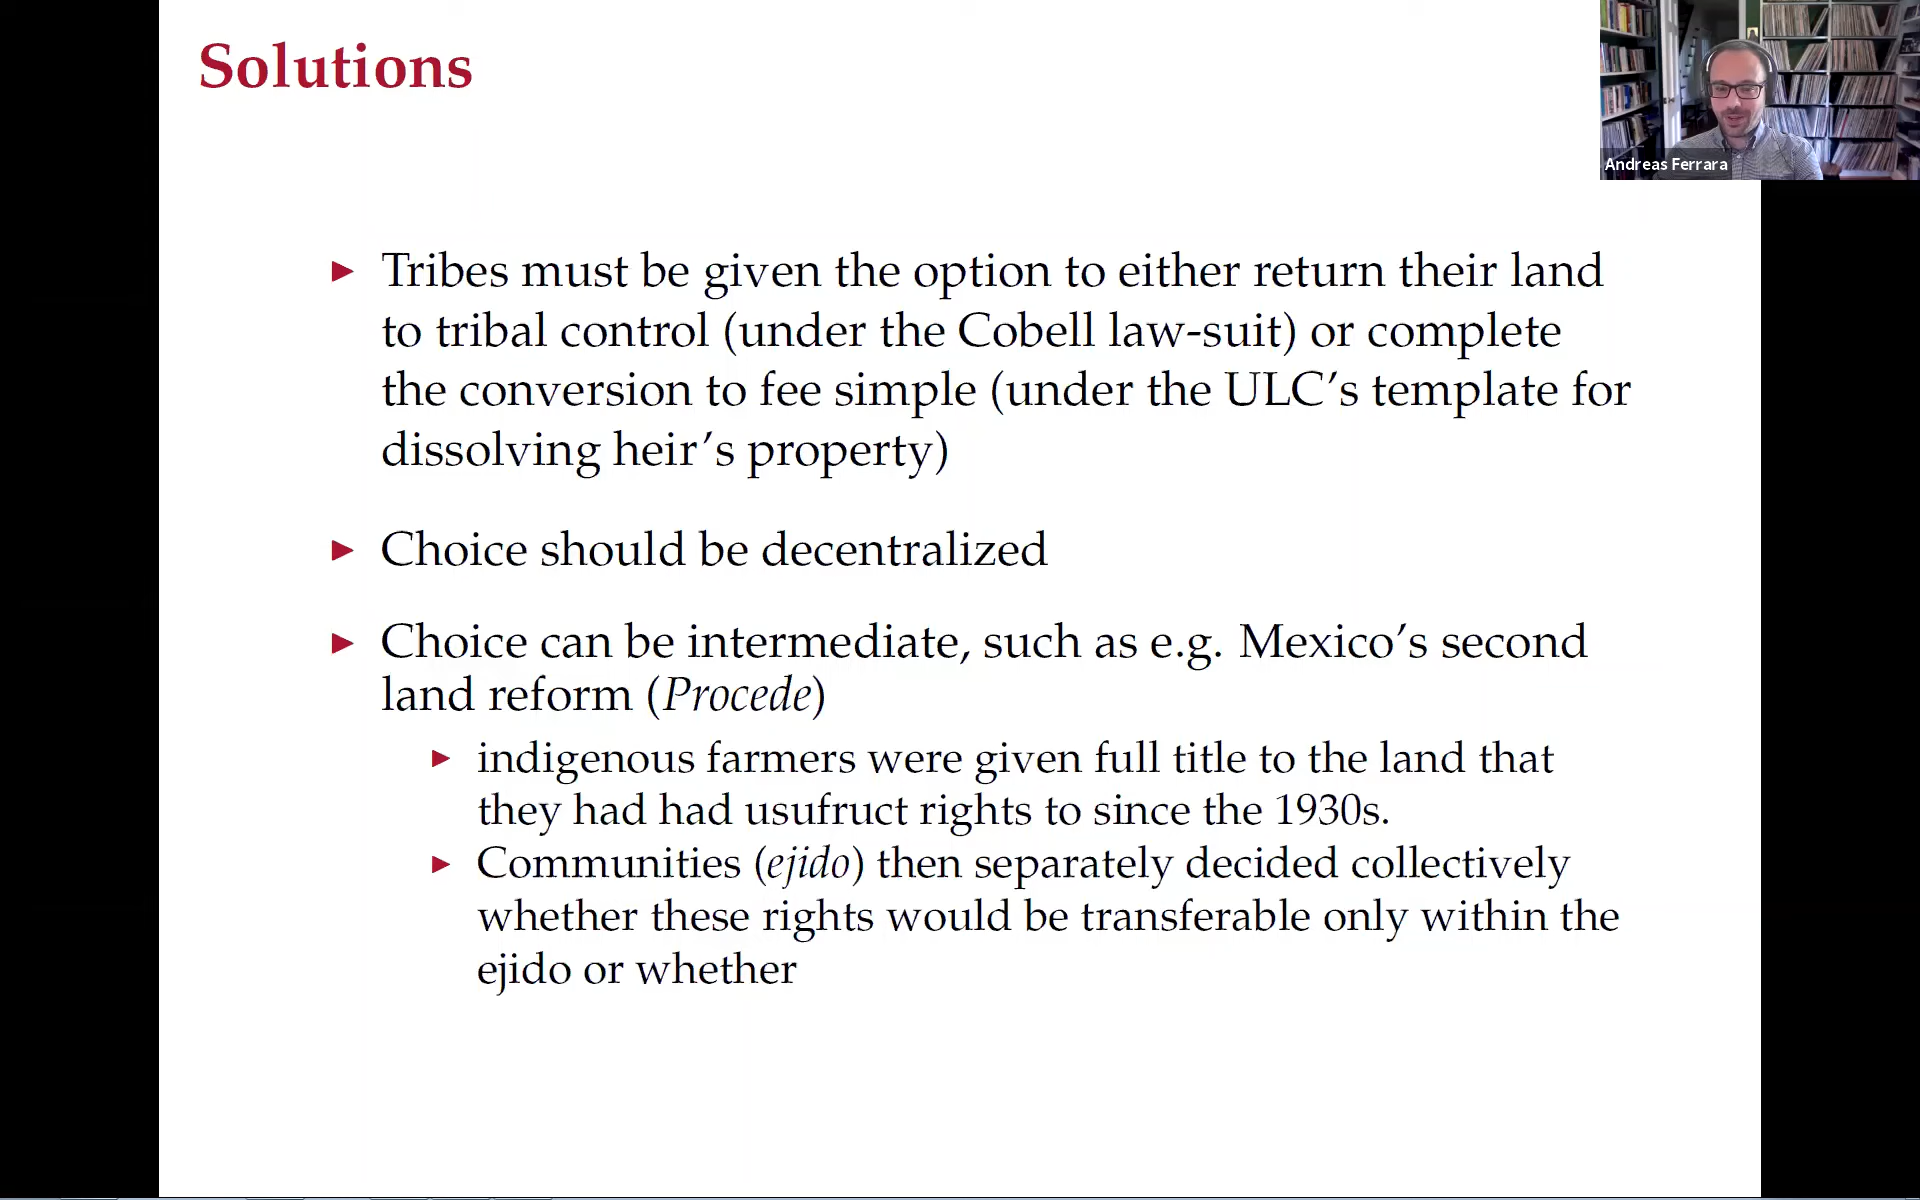 Solutions
Andreas Ferrara
▶ Tribes must be given the option to either return their land
to tribal control (under the Cobell law-suit) or complete
the conversion to fee simple (under the ULC's template for
dissolving heir's property)
▶ Choice should be decentralized
▶ Choice can be intermediate, such as e.g. Mexico's second
land reform (Procede)
▶ indigenous farmers were given full title to the land that
they had had usufruct rights to since the 1930s.
▶ Communities (ejido) then separately decided collectively
whether these rights would be transferable only within the
ejido or whether